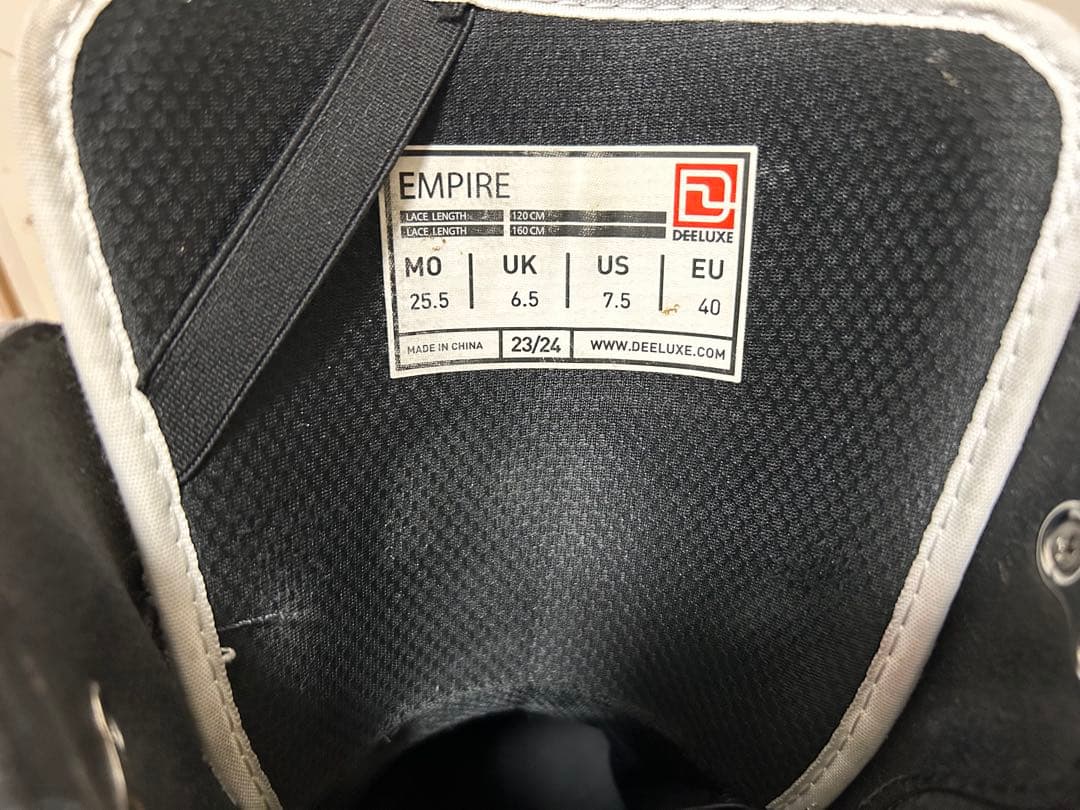 EMPIRE
LACE LENGTH 120 CM
LACE LENGTH 160 CM
DEELUXE
MO | UK | US | EU
25.5 6.5 7.5 40
MADE IN CHINA 23/24 WWW.DEELUXE.COM